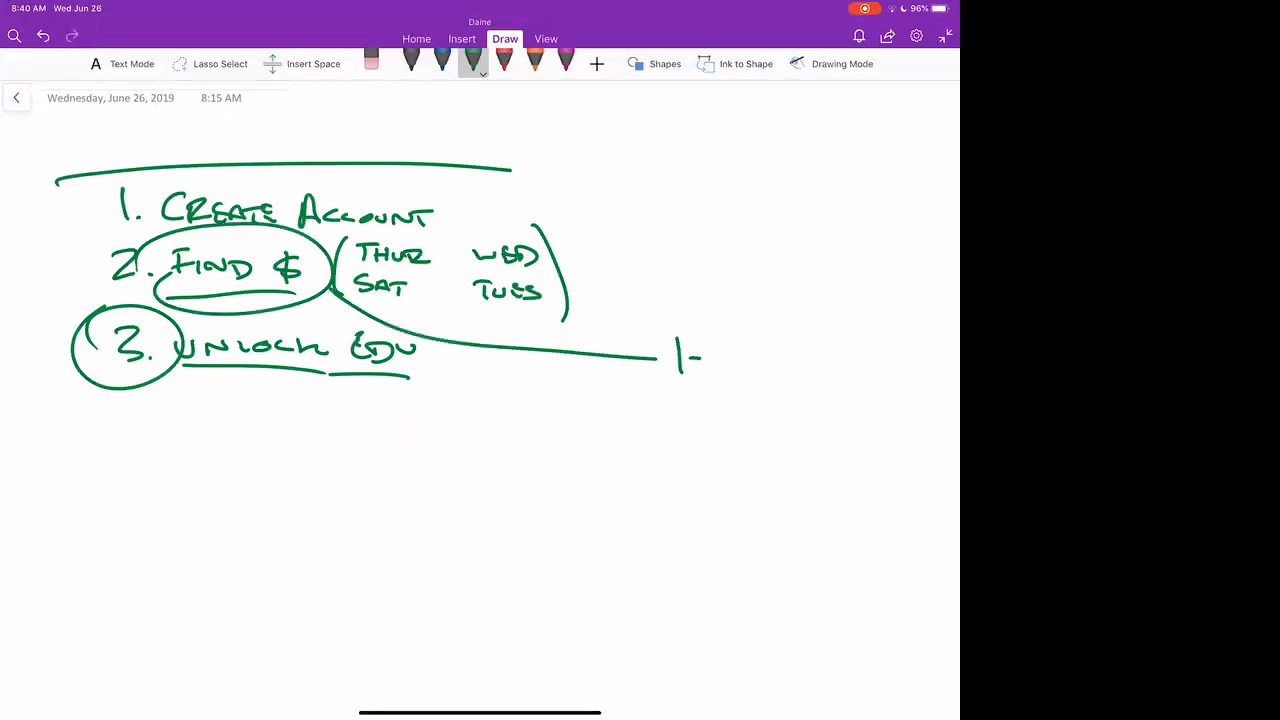 8:40 AM Wed Jun 26
96%
Daine
Home Insert Draw View
A Text Mode Lasso Select Insert Space Shapes Ink to Shape Drawing Mode
Wednesday, June 26, 2019 8:15 AM
1. CREATE ACCOUNT
2. FIND $ (THUR WED
SAT TUES)
3. UNLOCK EDU